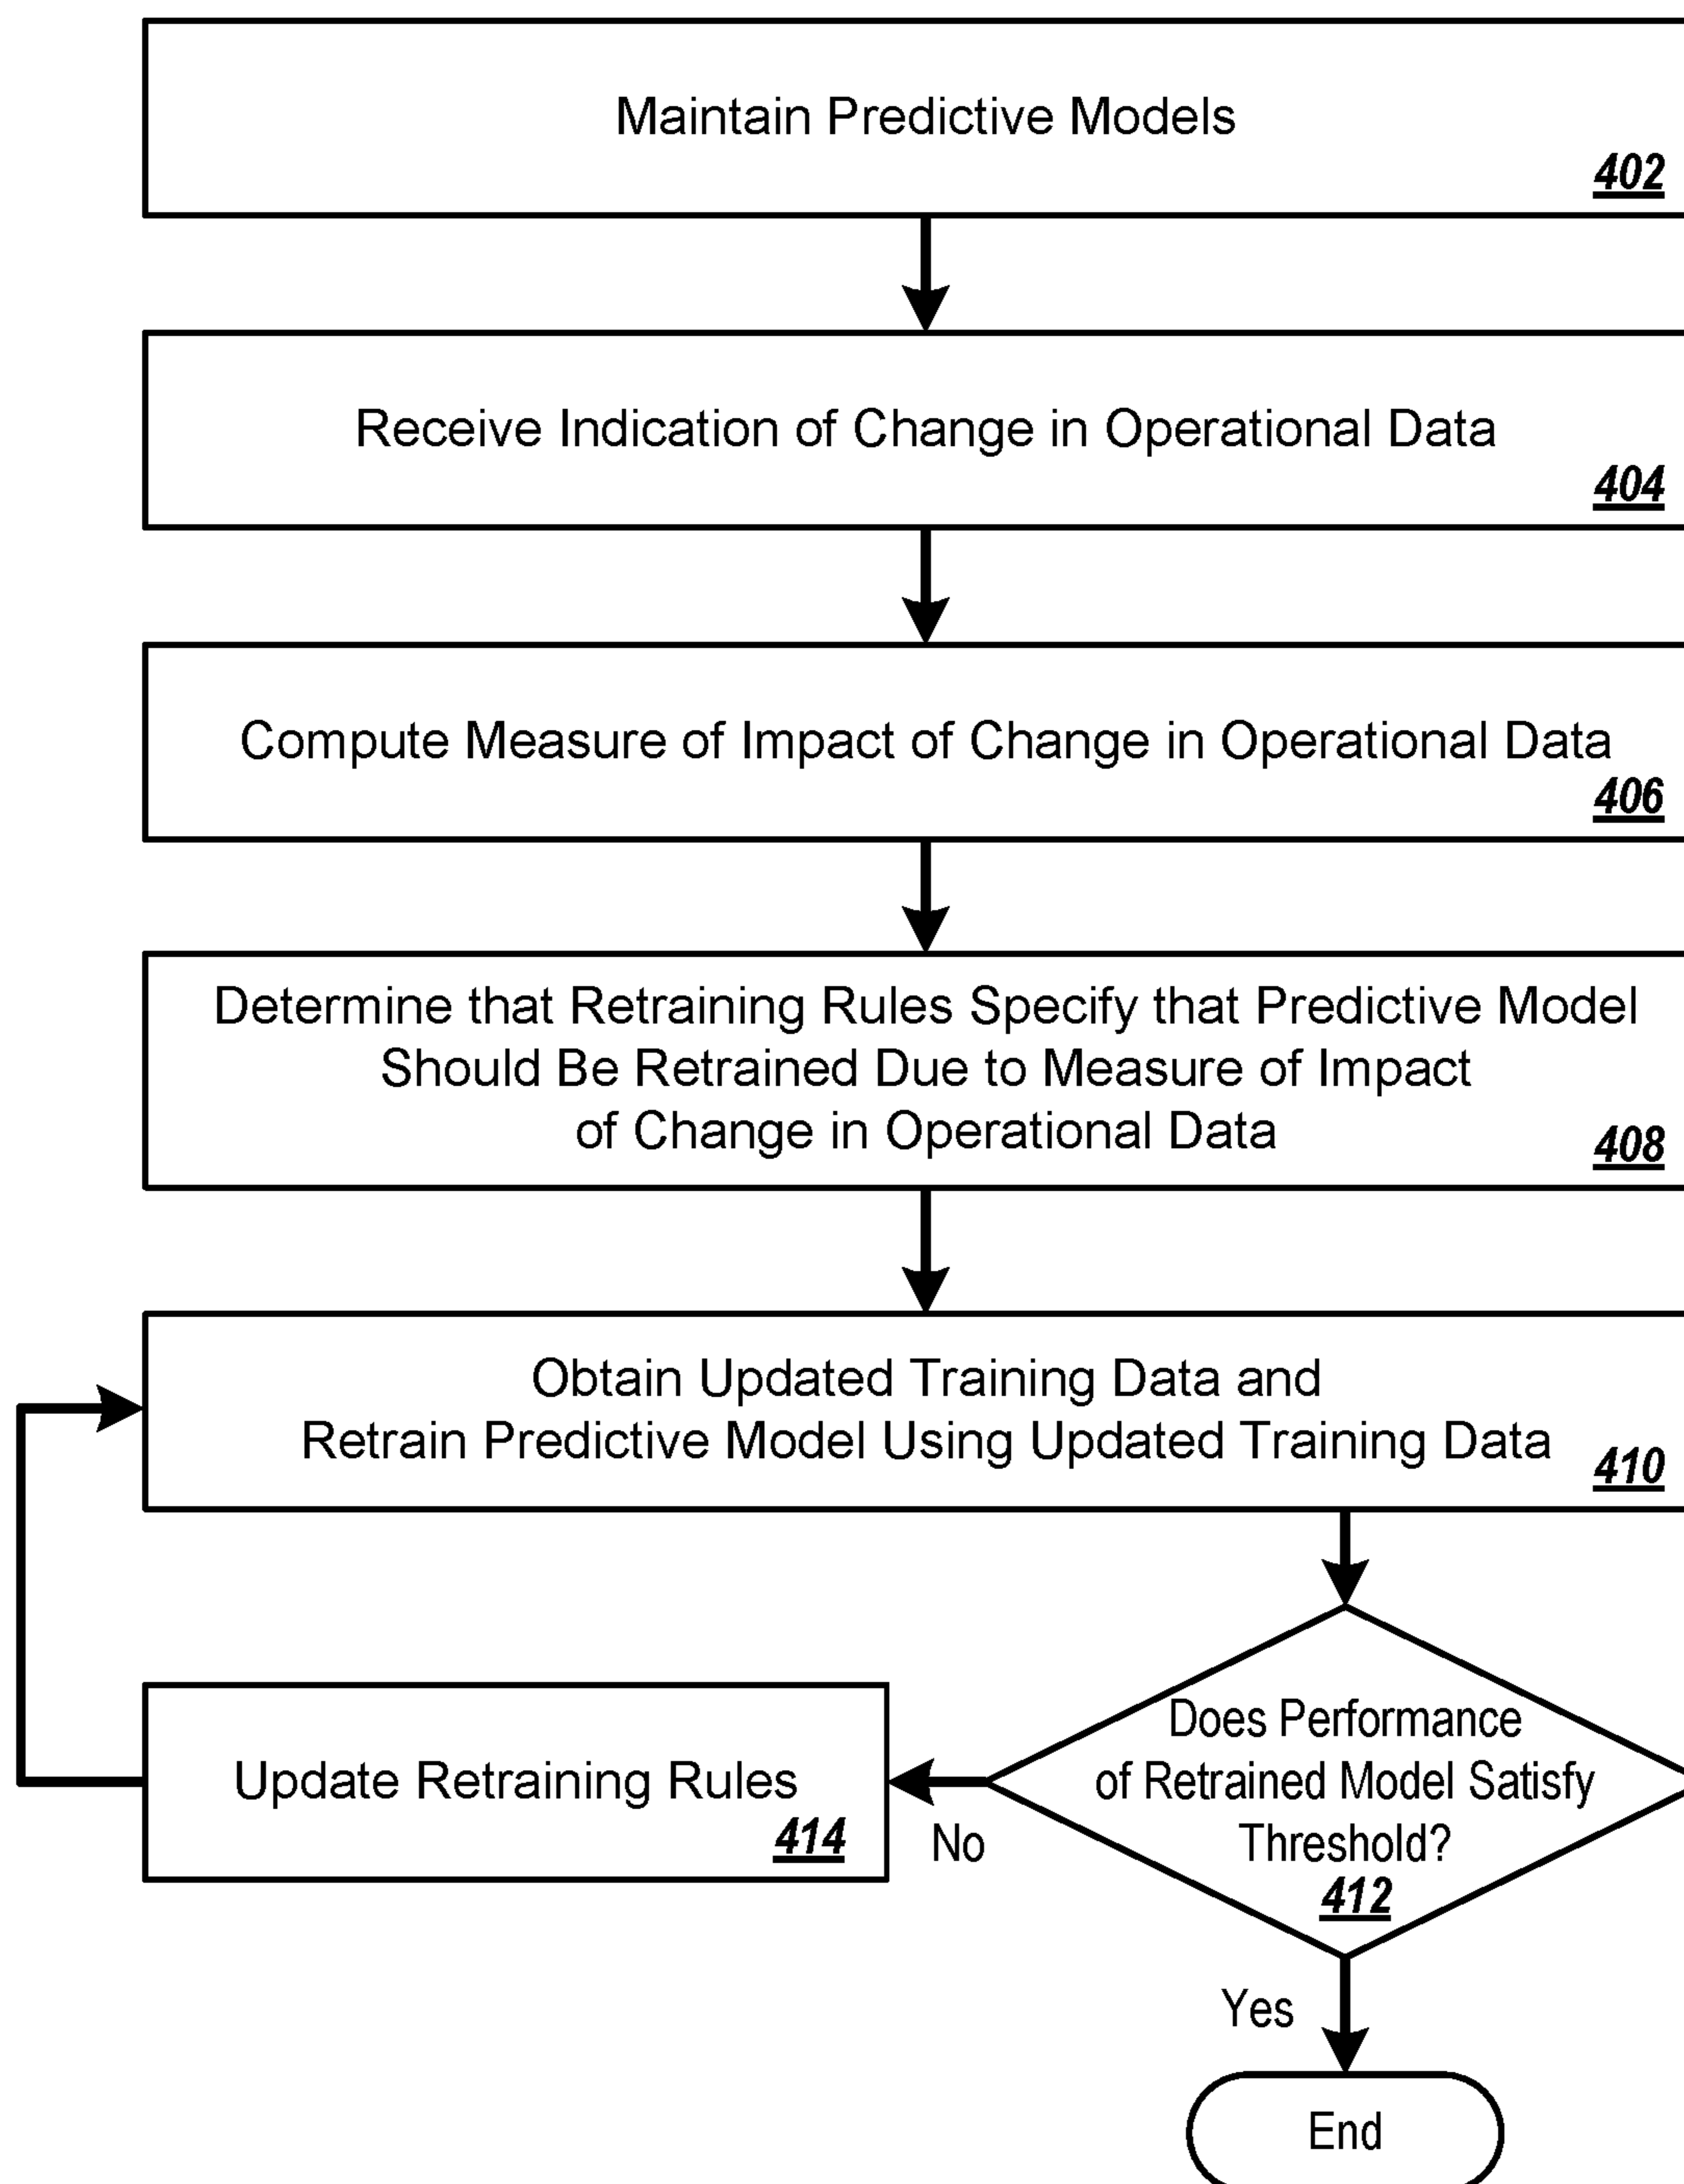 Maintain Predictive Models
402
Receive Indication of Change in Operational Data
404
Compute Measure of Impact of Change in Operational Data
406
Determine that Retraining Rules Specify that Predictive Model
Should Be Retrained Due to Measure of Impact
of Change in Operational Data
408
Obtain Updated Training Data and
Retrain Predictive Model Using Updated Training Data
410
Does Performance
of Retrained Model Satisfy
Threshold?
412
No
Update Retraining Rules
414
Yes
End